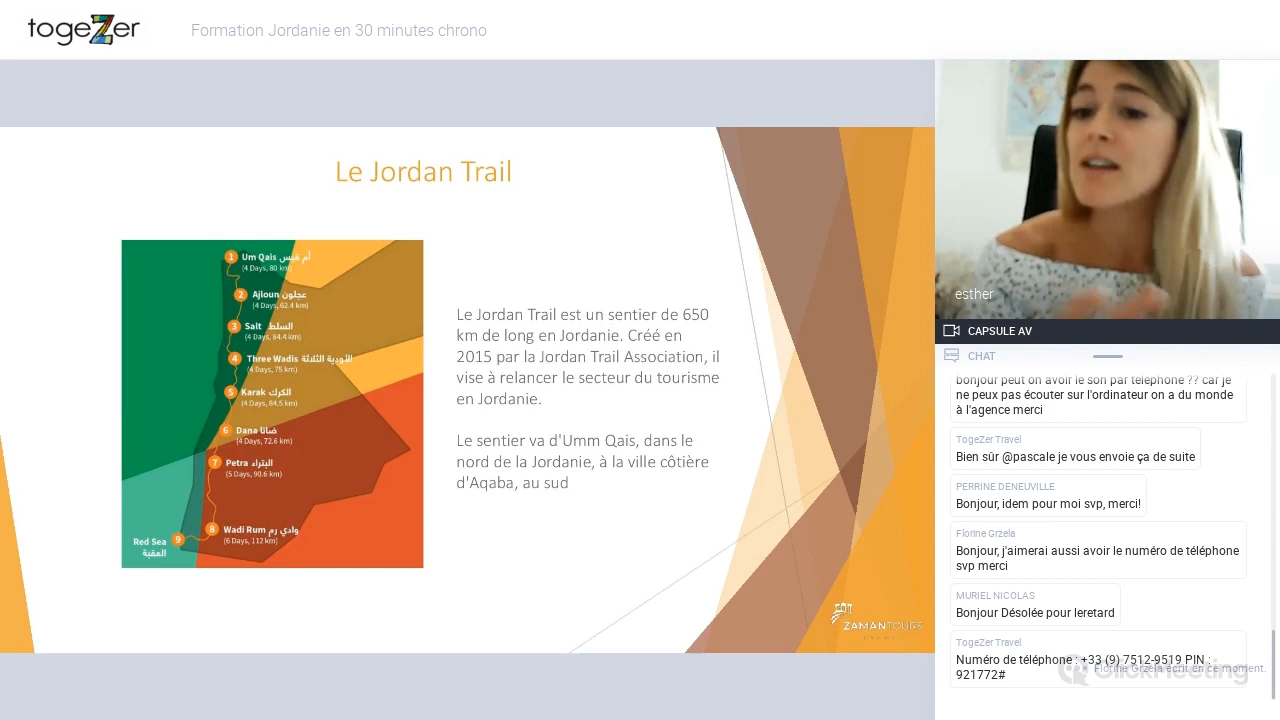 togeZer
Formation Jordanie en 30 minutes chrono
Le Jordan Trail
1 Um Qais أم قيس
(4 Days, 80 km)
2 Ajloun عجلون
(4 Days, 62.4 km)
3 Salt السلط
(4 Days, 84.4 km)
4 Three Wadis الأودية الثلاثة
(4 Days, 75 km)
5 Karak الكرك
(4 Days, 84.5 km)
6 Dana ضانا
(4 Days, 72.6 km)
7 Petra البتراء
(5 Days, 90.6 km)
8 Wadi Rum وادي رم
(6 Days, 112 km)
Red Sea 9
العقبة
Le Jordan Trail est un sentier de 650
km de long en Jordanie. Créé en
2015 par la Jordan Trail Association, il
vise à relancer le secteur du tourisme
en Jordanie.
Le sentier va d'Umm Qais, dans le
nord de la Jordanie, à la ville côtière
d'Aqaba, au sud
ZAMANTOURS
esther
CAPSULE AV
CHAT
bonjour peut on avoir le son par telephone ?? car je
ne peux pas écouter sur l'ordinateur on a du monde
à l'agence merci
TogeZer Travel
Bien sûr @pascale je vous envoie ça de suite
PERRINE DENEUVILLE
Bonjour, idem pour moi svp, merci!
Florine Grzela
Bonjour, j'aimerai aussi avoir le numéro de téléphone
svp merci
MURIEL NICOLAS
Bonjour Désolée pour leretard
TogeZer Travel
Numéro de téléphone : +33 (9) 7512-9519 PIN :
921772#
Florine Grzela écrit en ce moment.
ClickMeeting